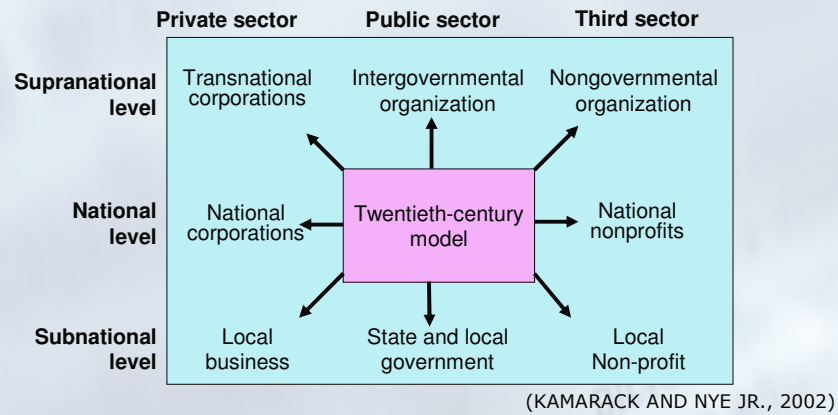 Private sector
Public sector
Third sector
Supranational
level
Transnational
corporations
Intergovernmental
organization
Nongovernmental
organization
National
level
National
corporations
Twentieth-century
model
National
nonprofits
Subnational
level
Local
business
State and local
government
Local
Non-profit
(KAMARACK AND NYE JR., 2002)